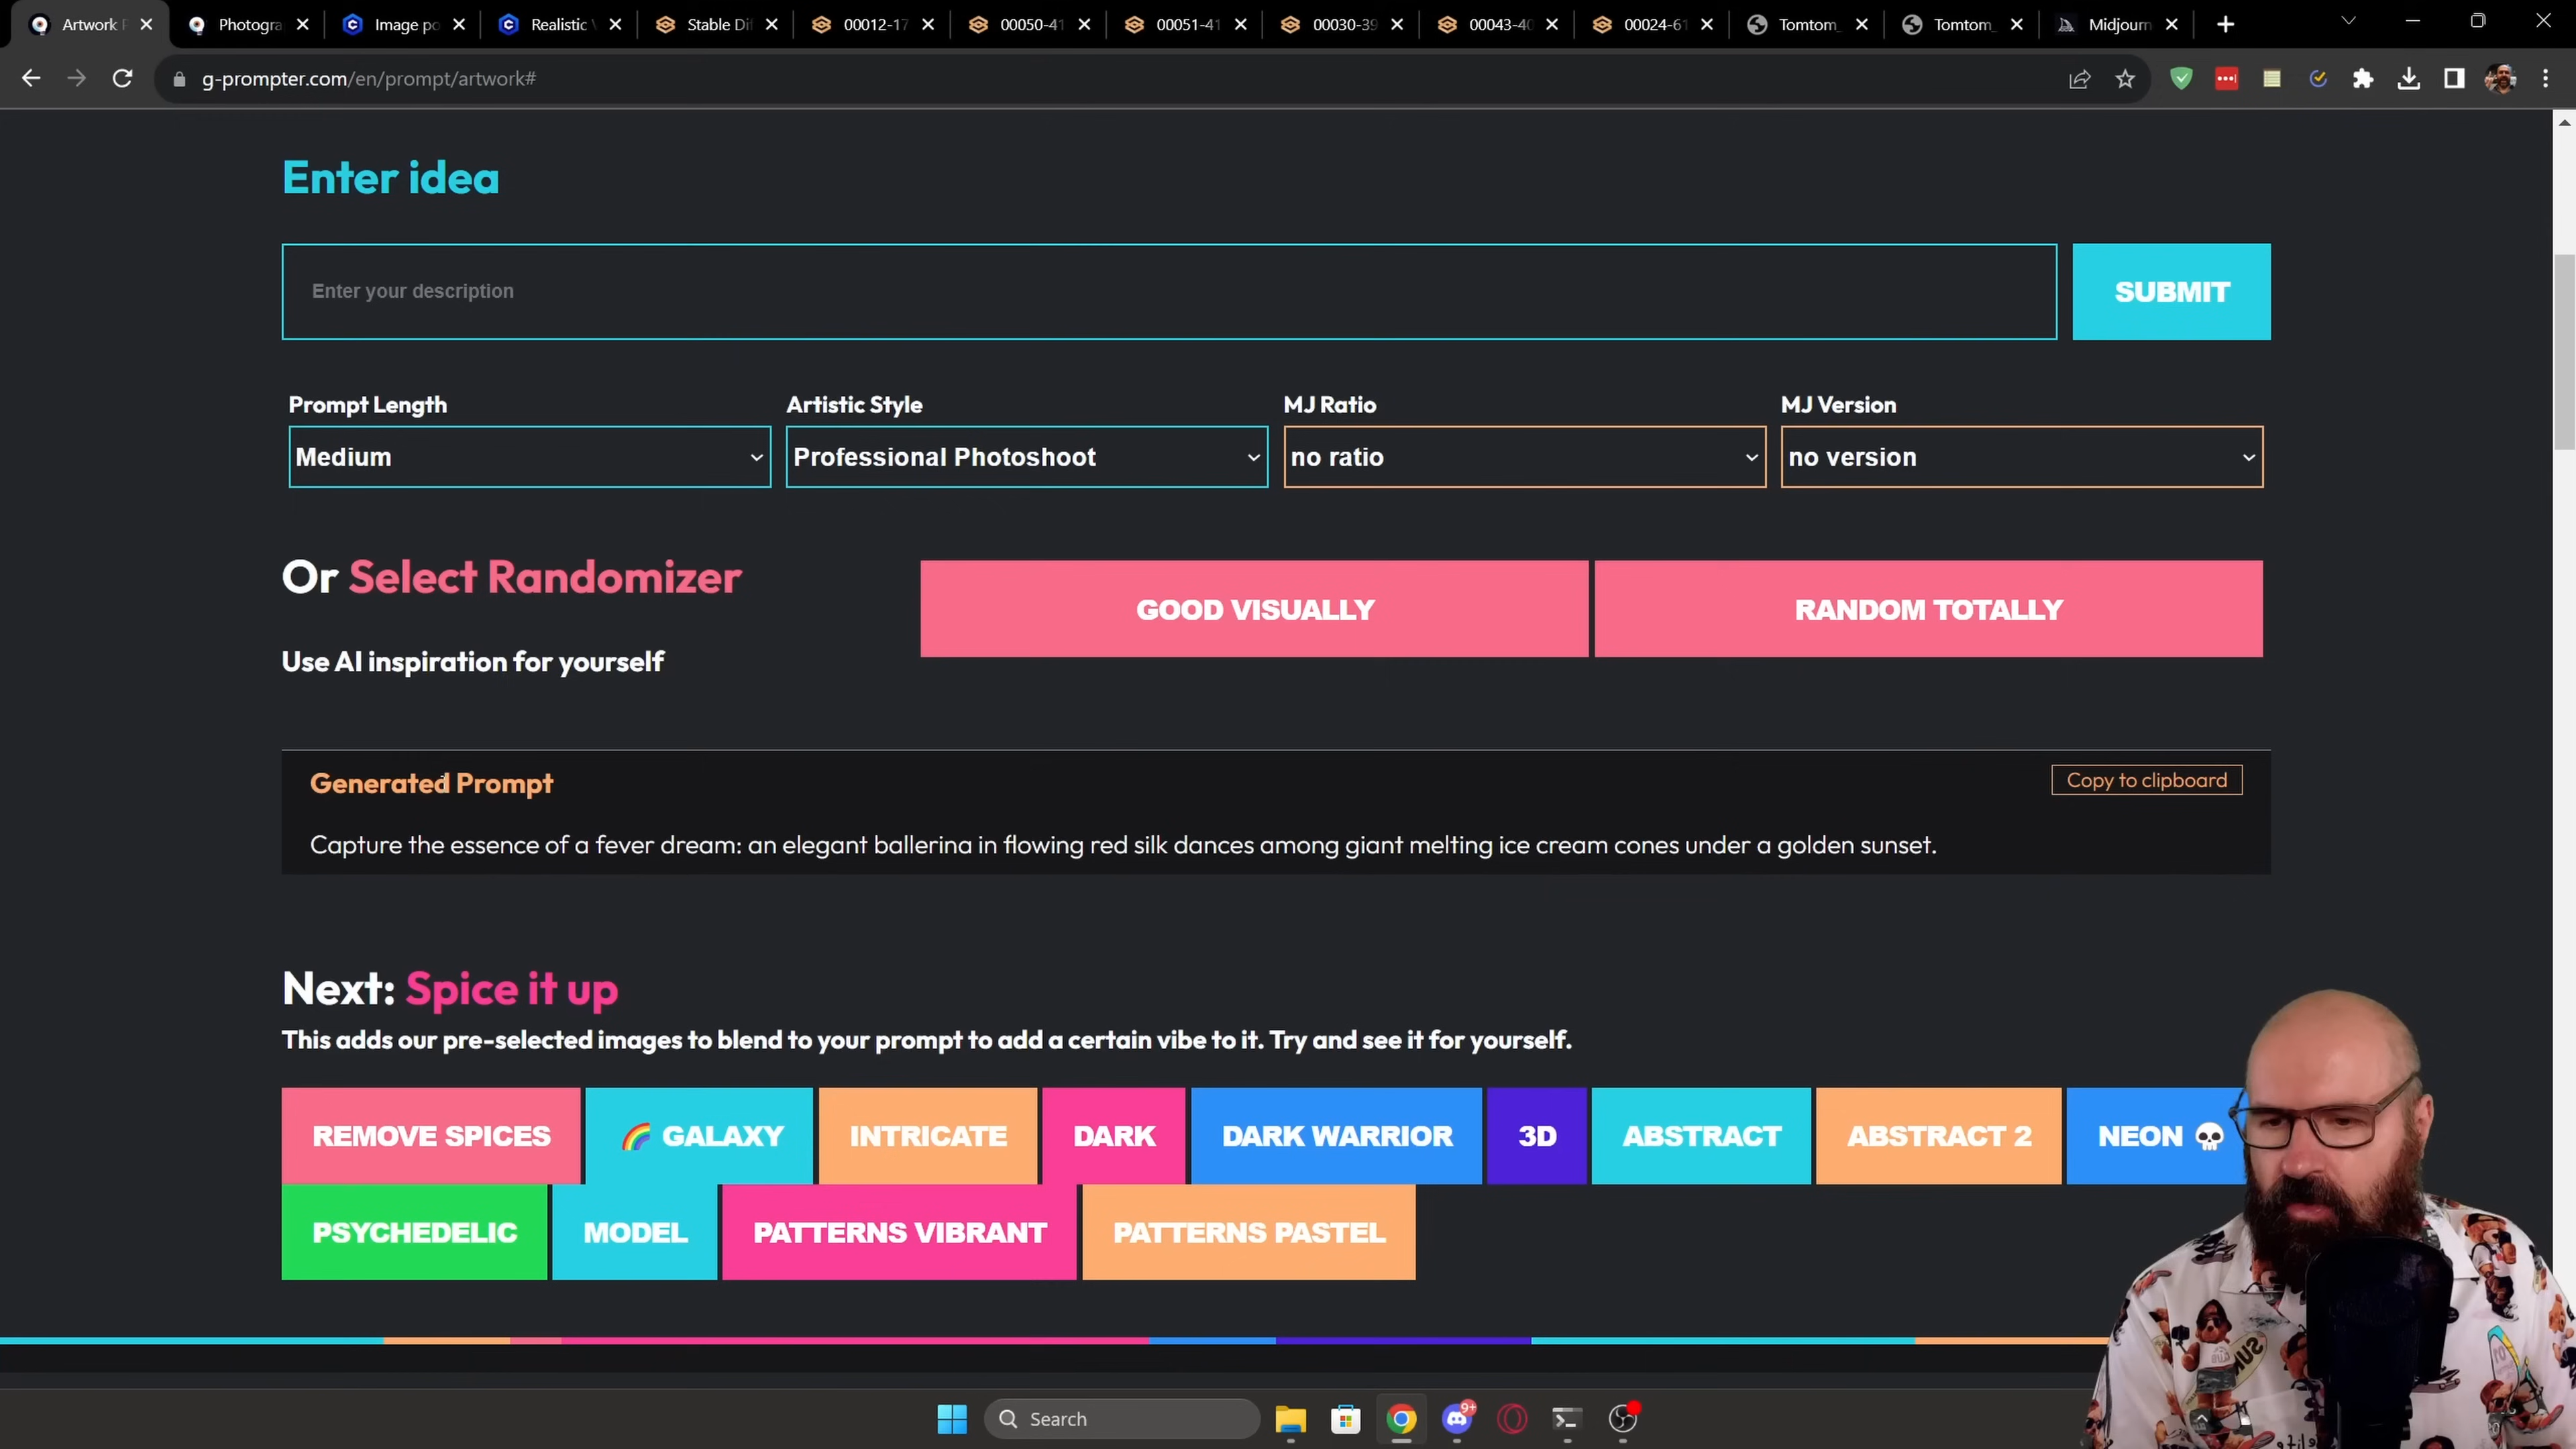 Artwork P
Photogra
Image po
Realistic V
Stable Dif
00012-17
00050-41
00051-41
00030-39
00043-40
00024-61
Tomtom_
Tomtom_
Midjourn
g-prompter.com/en/prompt/artwork#
Enter idea
Enter your description
SUBMIT
Prompt Length
Artistic Style
MJ Ratio
MJ Version
Medium
Professional Photoshoot
no ratio
no version
Or Select Randomizer
GOOD VISUALLY
RANDOM TOTALLY
Use AI inspiration for yourself
Generated Prompt
Copy to clipboard
Capture the essence of a fever dream: an elegant ballerina in flowing red silk dances among giant melting ice cream cones under a golden sunset.
Next: Spice it up
This adds our pre-selected images to blend to your prompt to add a certain vibe to it. Try and see it for yourself.
REMOVE SPICES
🌈 GALAXY
INTRICATE
DARK
DARK WARRIOR
3D
ABSTRACT
ABSTRACT 2
NEON 💀
PSYCHEDELIC
MODEL
PATTERNS VIBRANT
PATTERNS PASTEL
Search
9+